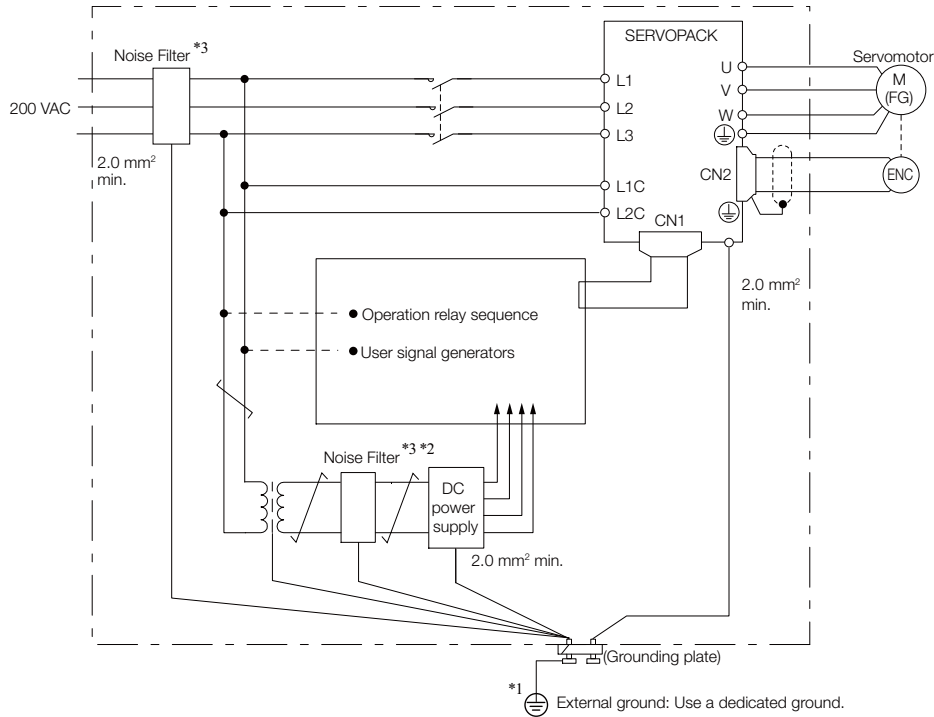 SERVOPACK
Noise Filter *3
Servomotor
U
M
(FG)
L1
V
200 VAC
L2
W
L3
2.0 mm² min.
CN2
ENC
L1C
L2C
CN1
2.0 mm² min.
Operation relay sequence
User signal generators
Noise Filter *3 *2
DC power supply
2.0 mm² min.
(Grounding plate)
*1
External ground: Use a dedicated ground.